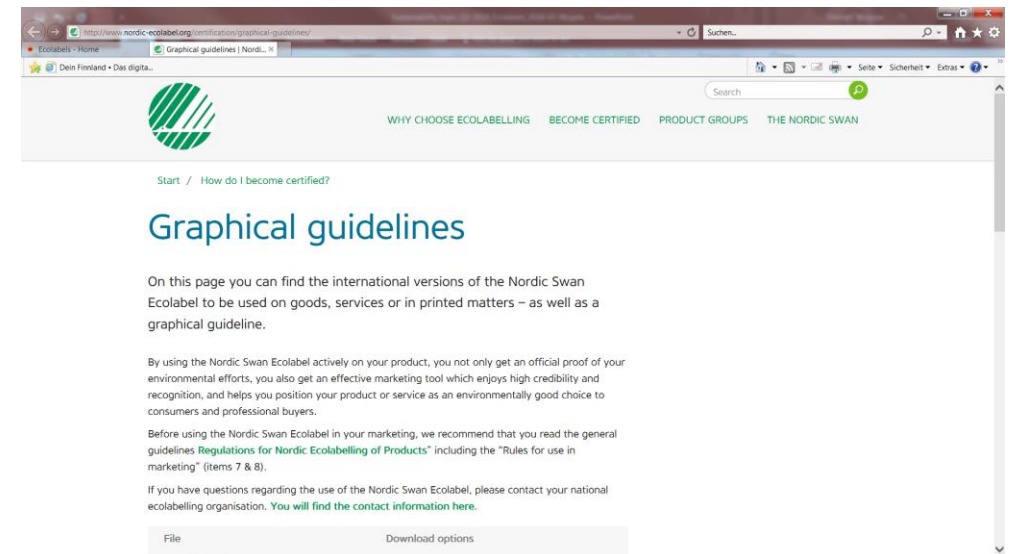 http://www.nordic-ecolabel.org/certification/graphical-guidelines/
Suchen...
Ecolabels - Home
Graphical guidelines | Nordi...
Dein Finnland • Das digita...
Seite
Sicherheit
Extras
Search
WHY CHOOSE ECOLABELLING BECOME CERTIFIED PRODUCT GROUPS THE NORDIC SWAN
Start / How do I become certified?
Graphical guidelines
On this page you can find the international versions of the Nordic Swan
Ecolabel to be used on goods, services or in printed matters – as well as a
graphical guideline.
By using the Nordic Swan Ecolabel actively on your product, you not only get an official proof of your
environmental efforts, you also get an effective marketing tool which enjoys high credibility and
recognition, and helps you position your product or service as an environmentally good choice to
consumers and professional buyers.
Before using the Nordic Swan Ecolabel in your marketing, we recommend that you read the general
guidelines Regulations for Nordic Ecolabelling of Products" including the "Rules for use in
marketing" (items 7 & 8).
If you have questions regarding the use of the Nordic Swan Ecolabel, please contact your national
ecolabelling organisation. You will find the contact information here.
File Download options